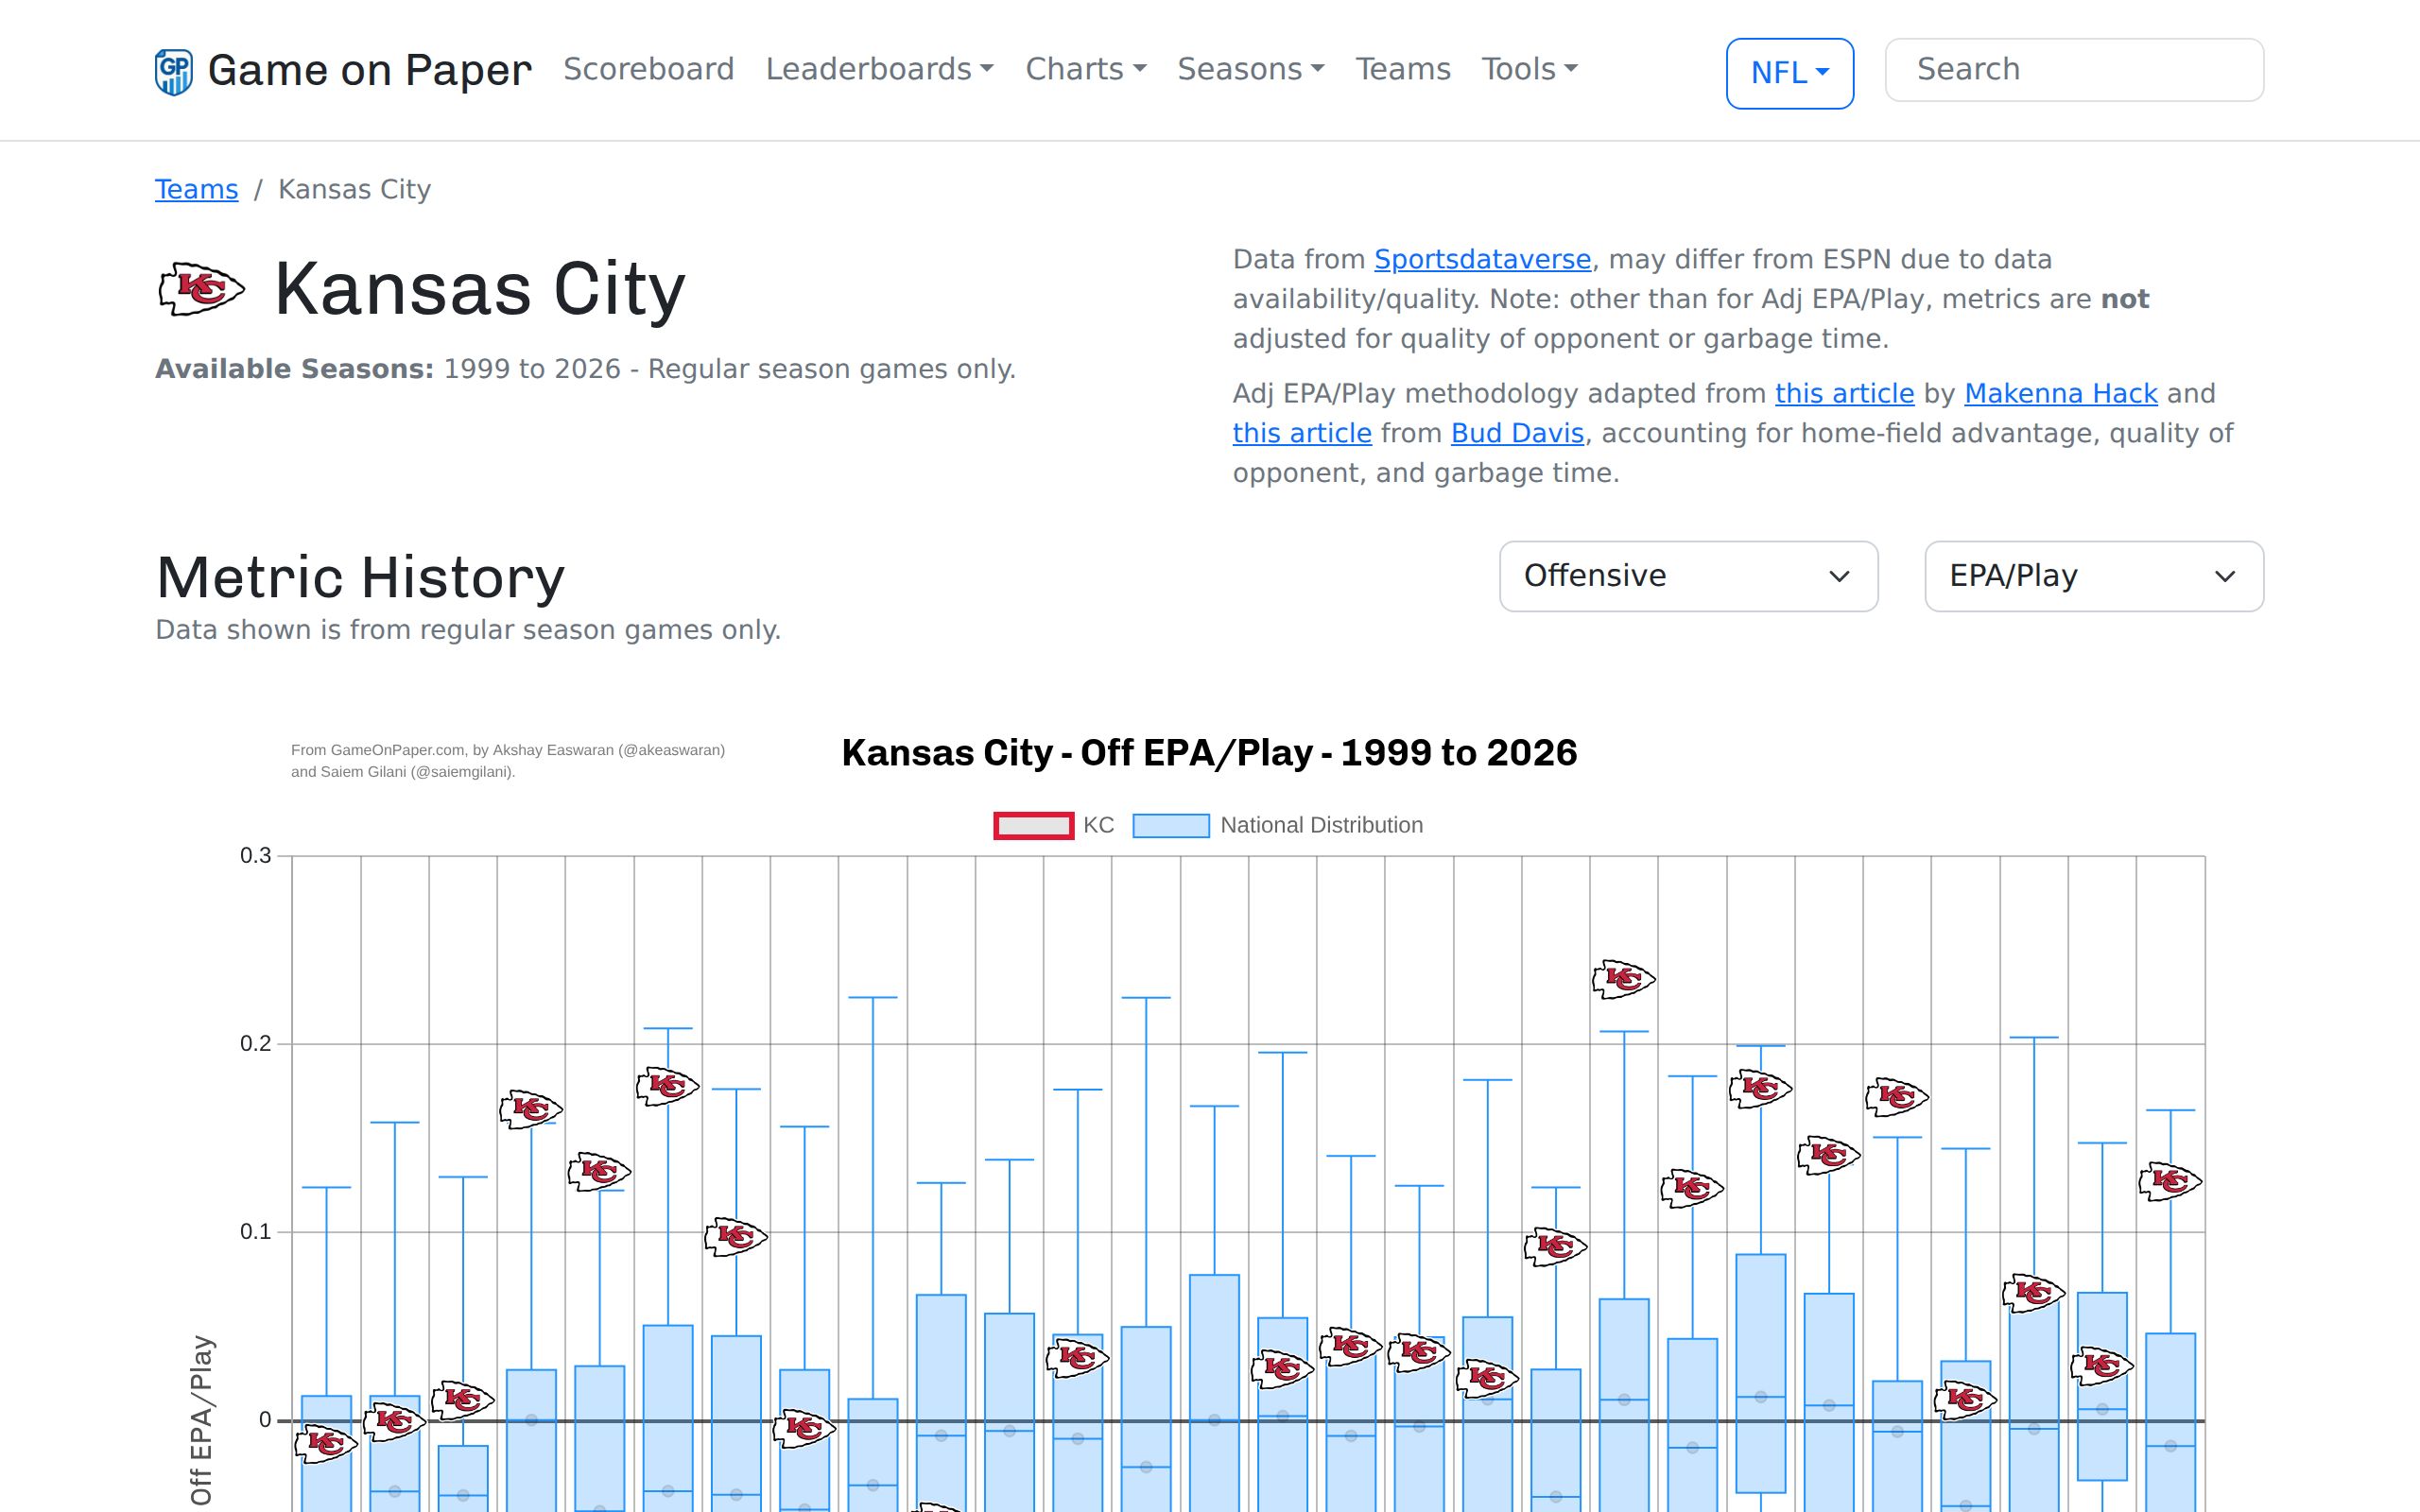 GP Game on Paper Scoreboard Leaderboards Charts Seasons Teams Tools NFL Search
Teams / Kansas City
KC Kansas City
Available Seasons: 1999 to 2026 - Regular season games only.
Data from Sportsdataverse, may differ from ESPN due to data
availability/quality. Note: other than for Adj EPA/Play, metrics are not
adjusted for quality of opponent or garbage time.
Adj EPA/Play methodology adapted from this article by Makenna Hack and
this article from Bud Davis, accounting for home-field advantage, quality of
opponent, and garbage time.
Metric History
Data shown is from regular season games only.
Offensive
EPA/Play
From GameOnPaper.com, by Akshay Easwaran (@akeaswaran)
and Saiem Gilani (@saiemgilani).
Kansas City - Off EPA/Play - 1999 to 2026
KC National Distribution
0.3
0.2
0.1
0
Off EPA/Play